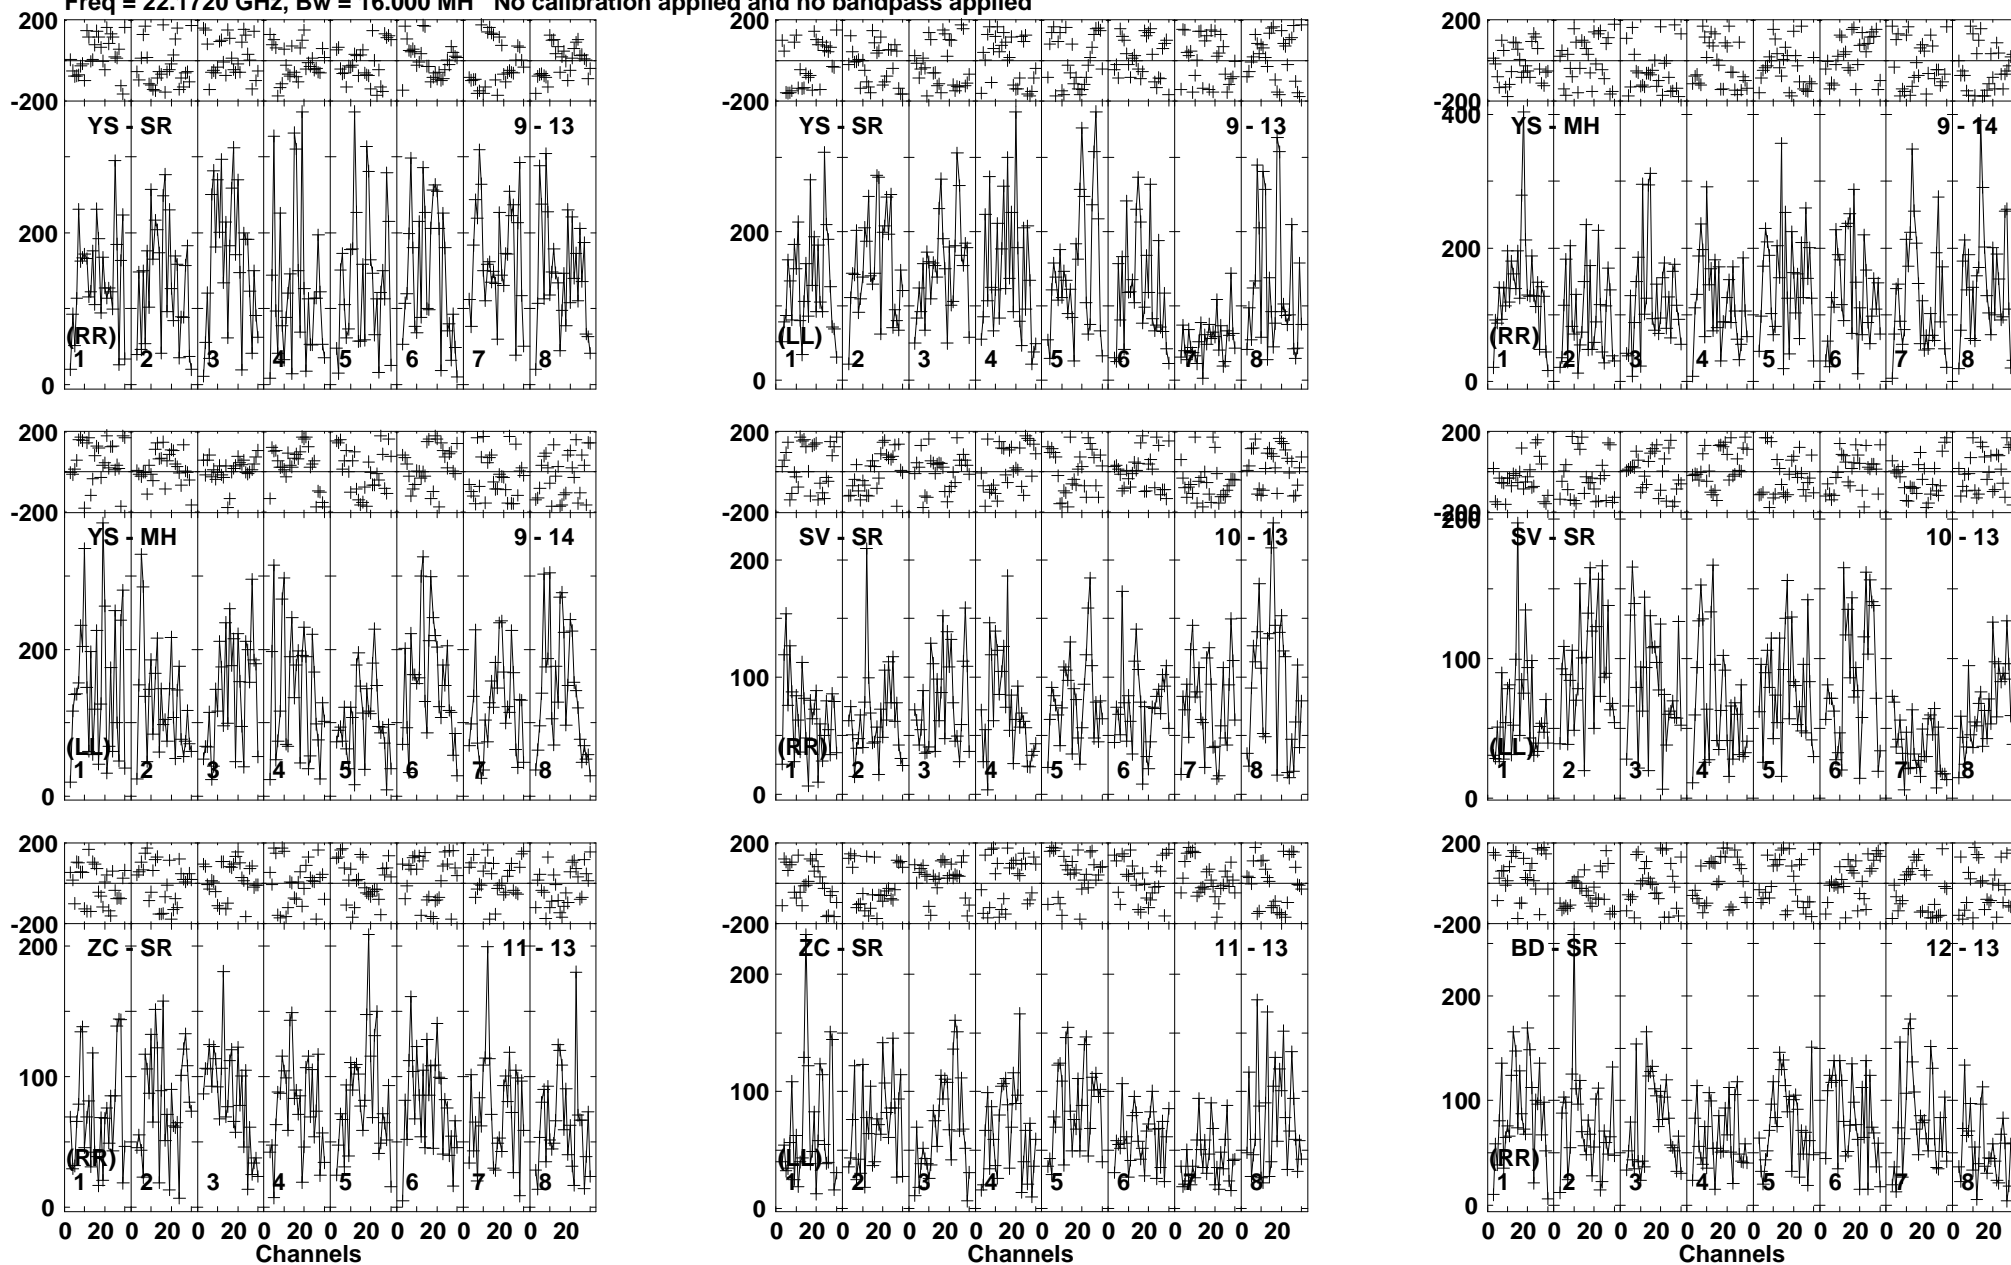 Freq = 22.1720 GHz, Bw = 16.000 MH No calibration applied and no bandpass applied
200 200 200
-200 -200 -200
YS - SR 9 - 13 YS - SR 9 - 13 400 YS - MH 9 - 14
200 200 200
(RR) (LL) (RR)
1 2 3 4 5 6 7 8 1 2 3 4 5 6 7 8 1 2 3 4 5 6 7 8
0 0 0
200 200 200
-200 -200 -200
YS - MH 9 - 14 SV - SR 10 - 13 200 SV - SR 10 - 13
200 200
100 100
(LL) (RR) (LL)
1 2 3 4 5 6 7 8 1 2 3 4 5 6 7 8 1 2 3 4 5 6 7 8
0 0 0
200 200 200
-200 -200 -200
200 ZC - SR 11 - 13 ZC - SR 11 - 13 BD - SR 12 - 13
200 200
100 100 100
(RR) (LL) (RR)
1 2 3 4 5 6 7 8 1 2 3 4 5 6 7 8 1 2 3 4 5 6 7 8
0 0 0
0 20 0 20 0 20 0 20 0 20 0 20 0 20 0 20 0 20 0 20 0 20 0 20 0 20 0 20 0 20 0 20 0 20 0 20 0 20 0 20 0 20 0 20 0 20 0 20
Channels Channels Channels